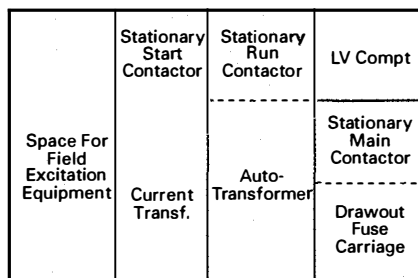 Space For
Field
Excitation
Equipment
Stationary
Start
Contactor
Current
Transf.
Stationary
Run
Contactor
Auto-
Transformer
LV Compt
Stationary
Main
Contactor
Drawout
Fuse
Carriage